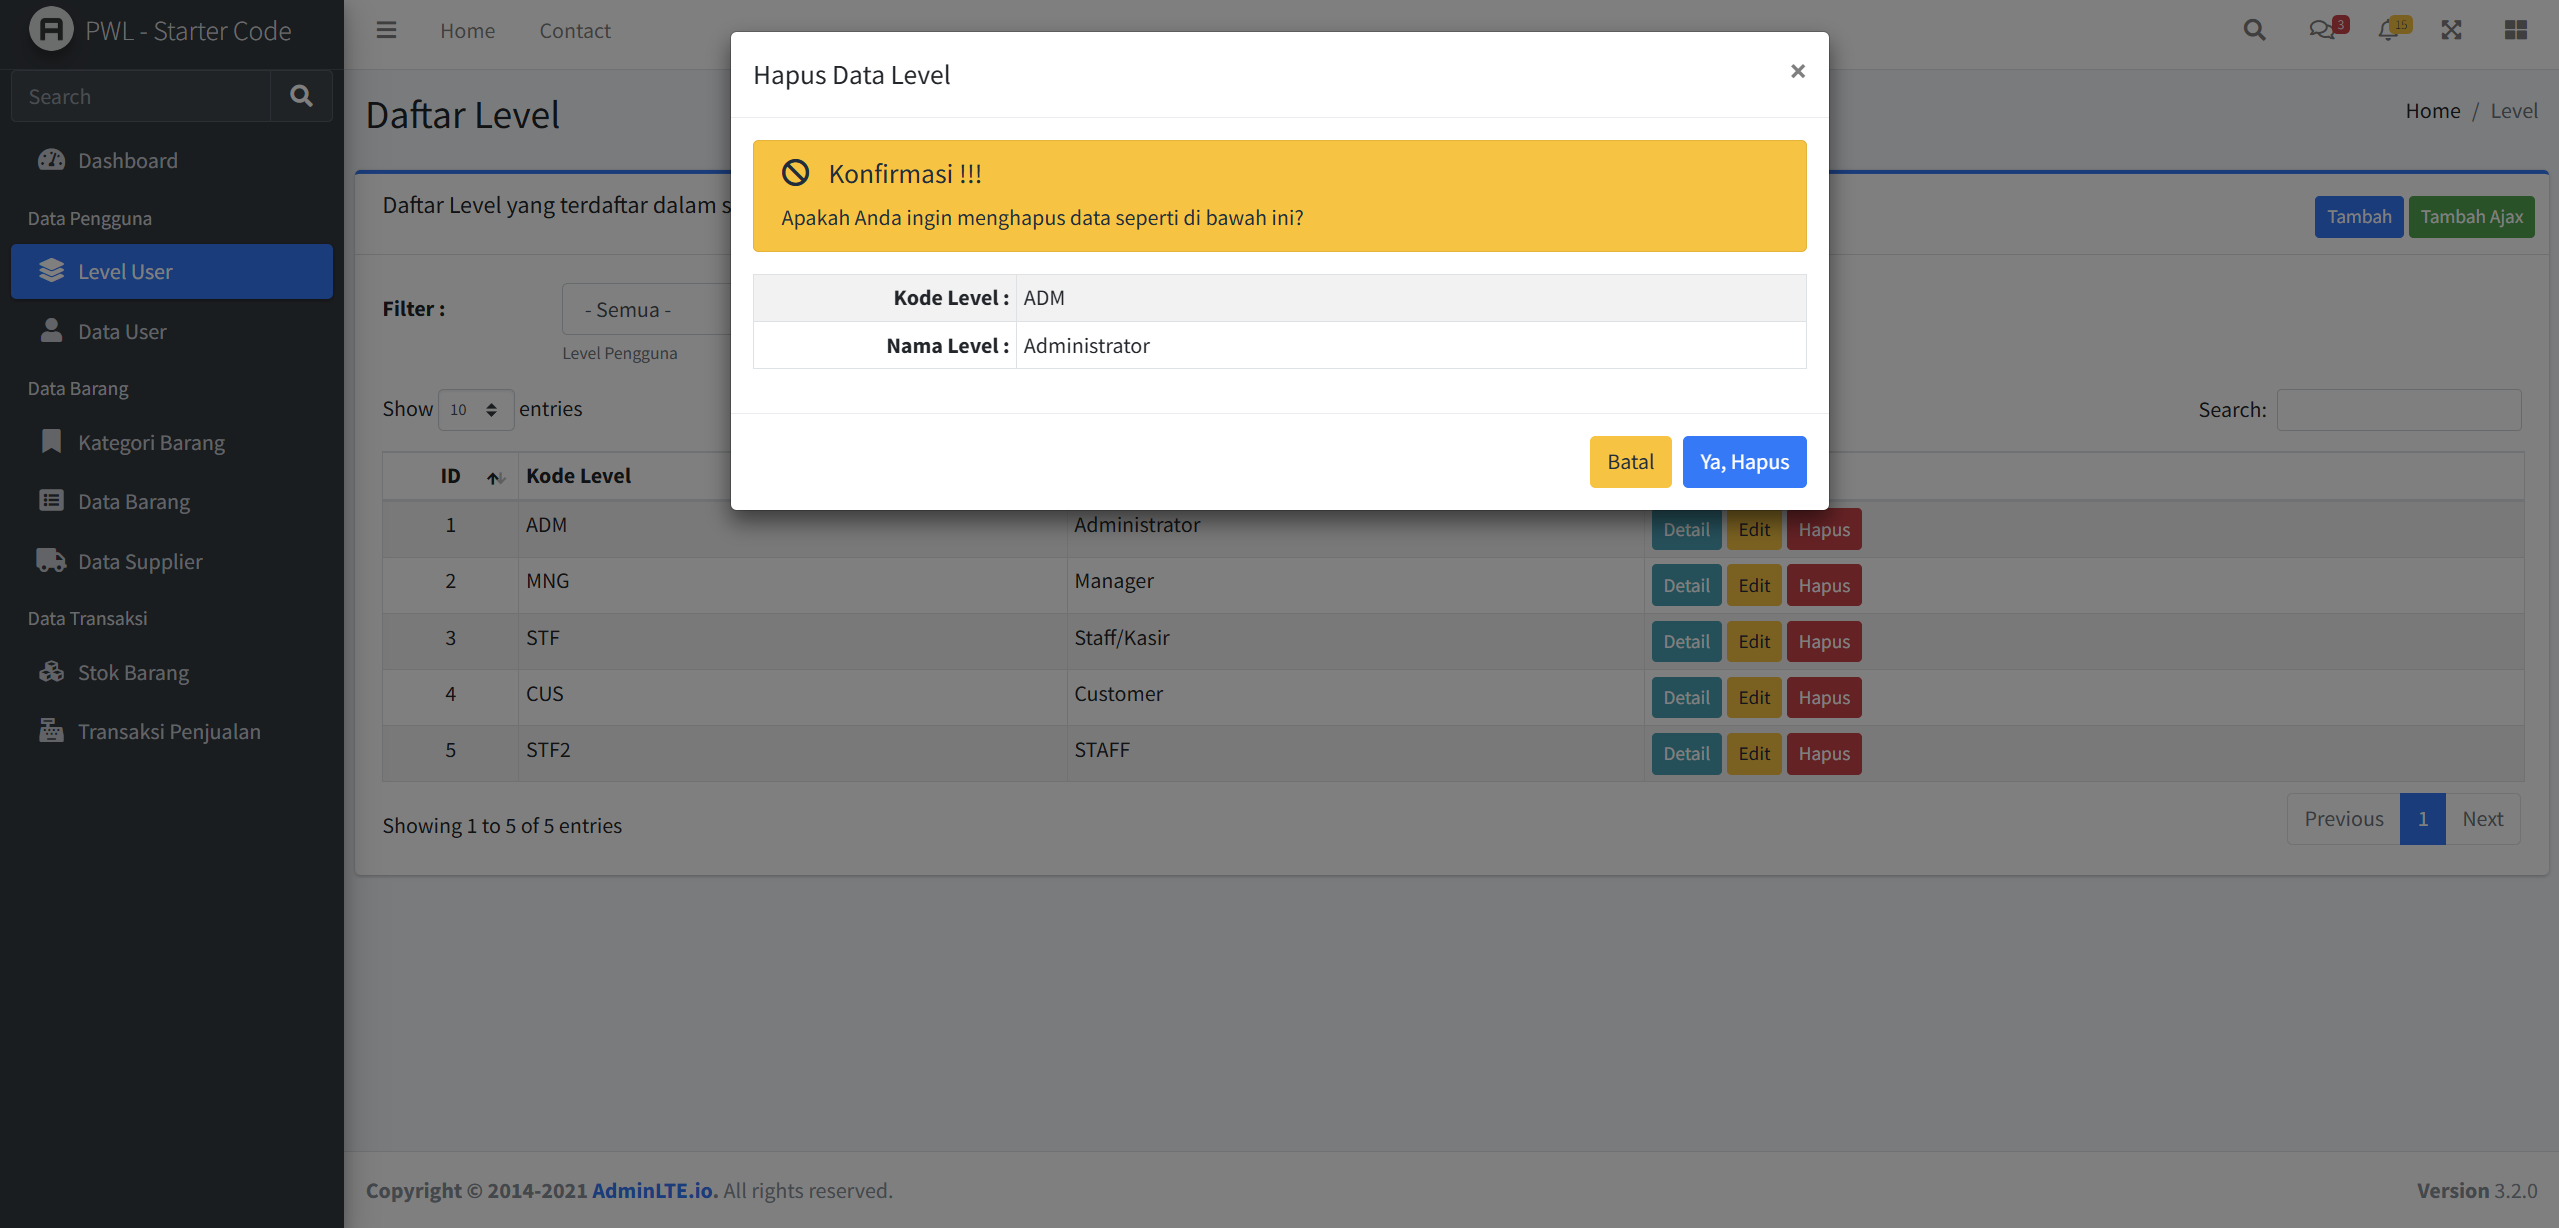 PWL - Starter Code
Home
Contact
3
15
Search
Dashboard
Data Pengguna
Level User
Data User
Data Barang
Kategori Barang
Data Barang
Data Supplier
Data Transaksi
Stok Barang
Transaksi Penjualan
Daftar Level
Home / Level
Daftar Level yang terdaftar dalam s
Tambah
Tambah Ajax
Filter :
- Semua -
Level Pengguna
Show 10 entries
Search:
ID
Kode Level
1 ADM Administrator Detail Edit Hapus
2 MNG Manager Detail Edit Hapus
3 STF Staff/Kasir Detail Edit Hapus
4 CUS Customer Detail Edit Hapus
5 STF2 STAFF Detail Edit Hapus
Showing 1 to 5 of 5 entries
Previous 1 Next
Hapus Data Level
×
Konfirmasi !!!
Apakah Anda ingin menghapus data seperti di bawah ini?
Kode Level : ADM
Nama Level : Administrator
Batal
Ya, Hapus
Copyright © 2014-2021 AdminLTE.io. All rights reserved.
Version 3.2.0